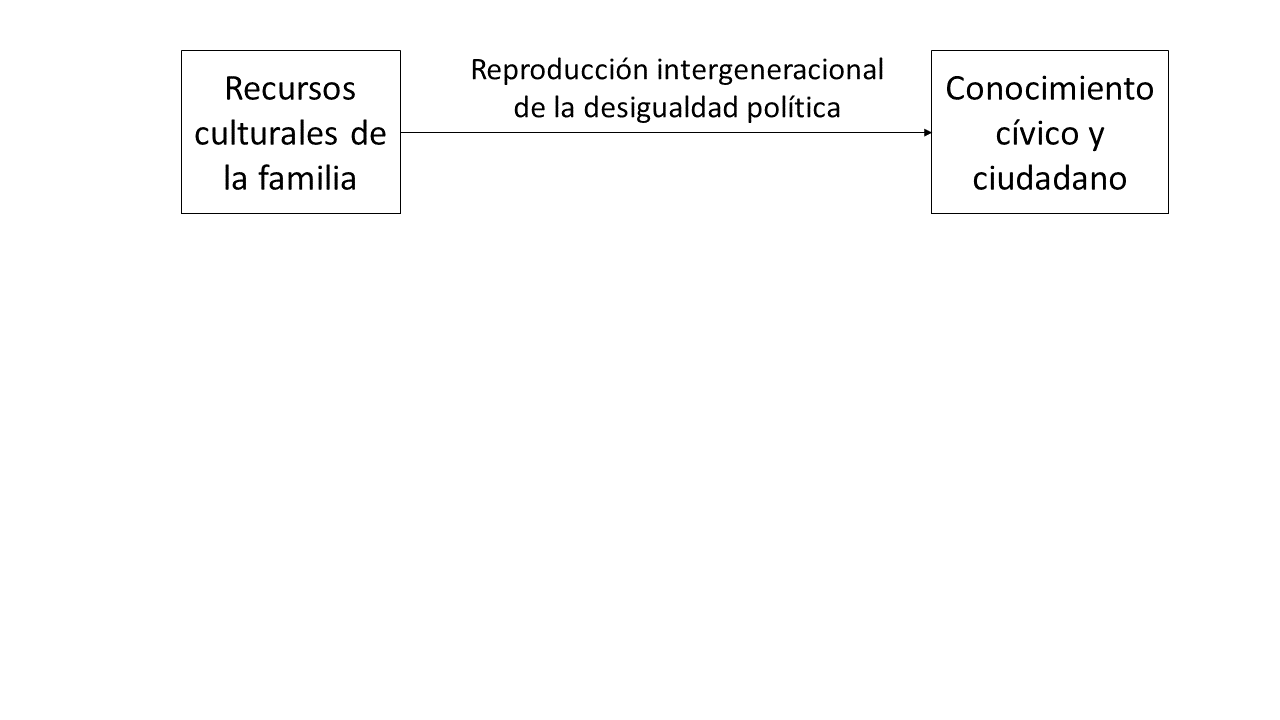 Recursos
culturales de
la familia
Reproducción intergeneracional
de la desigualdad política
Conocimiento
cívico y
ciudadano